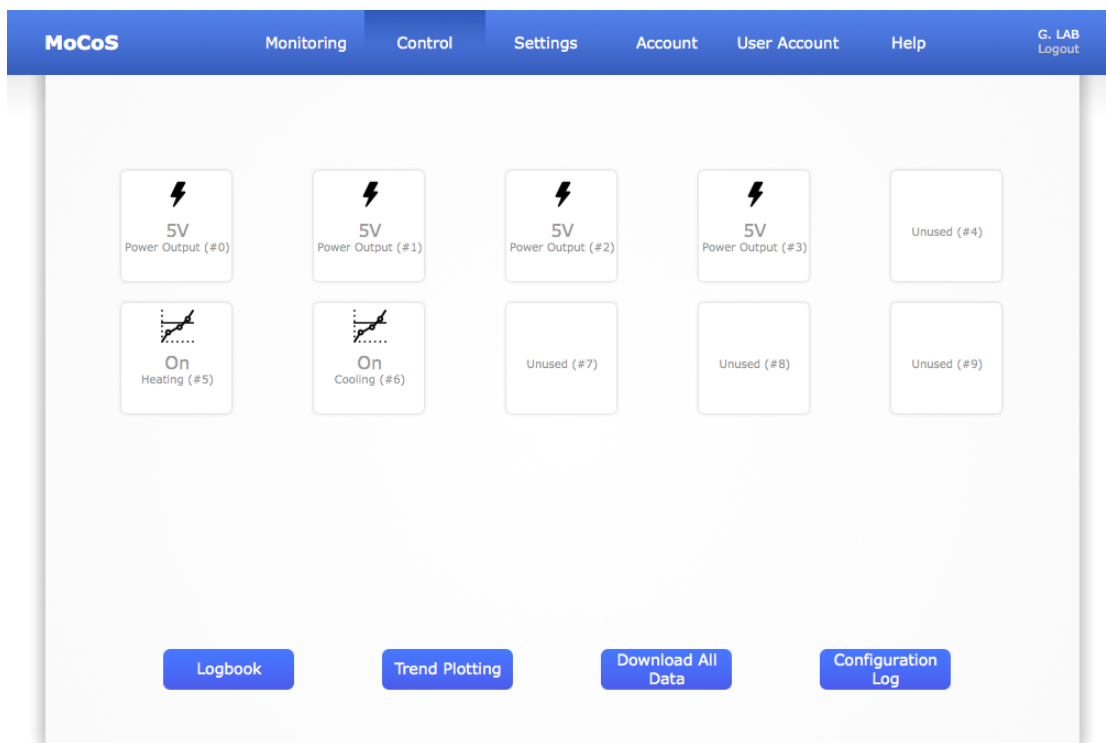 MoCoS
Monitoring
Control
Settings
Account
User Account
Help
G. LAB
Logout
5V
Power Output (#0)
5V
Power Output (#1)
5V
Power Output (#2)
5V
Power Output (#3)
Unused (#4)
On
Heating (#5)
On
Cooling (#6)
Unused (#7)
Unused (#8)
Unused (#9)
Logbook
Trend Plotting
Download All
Data
Configuration
Log